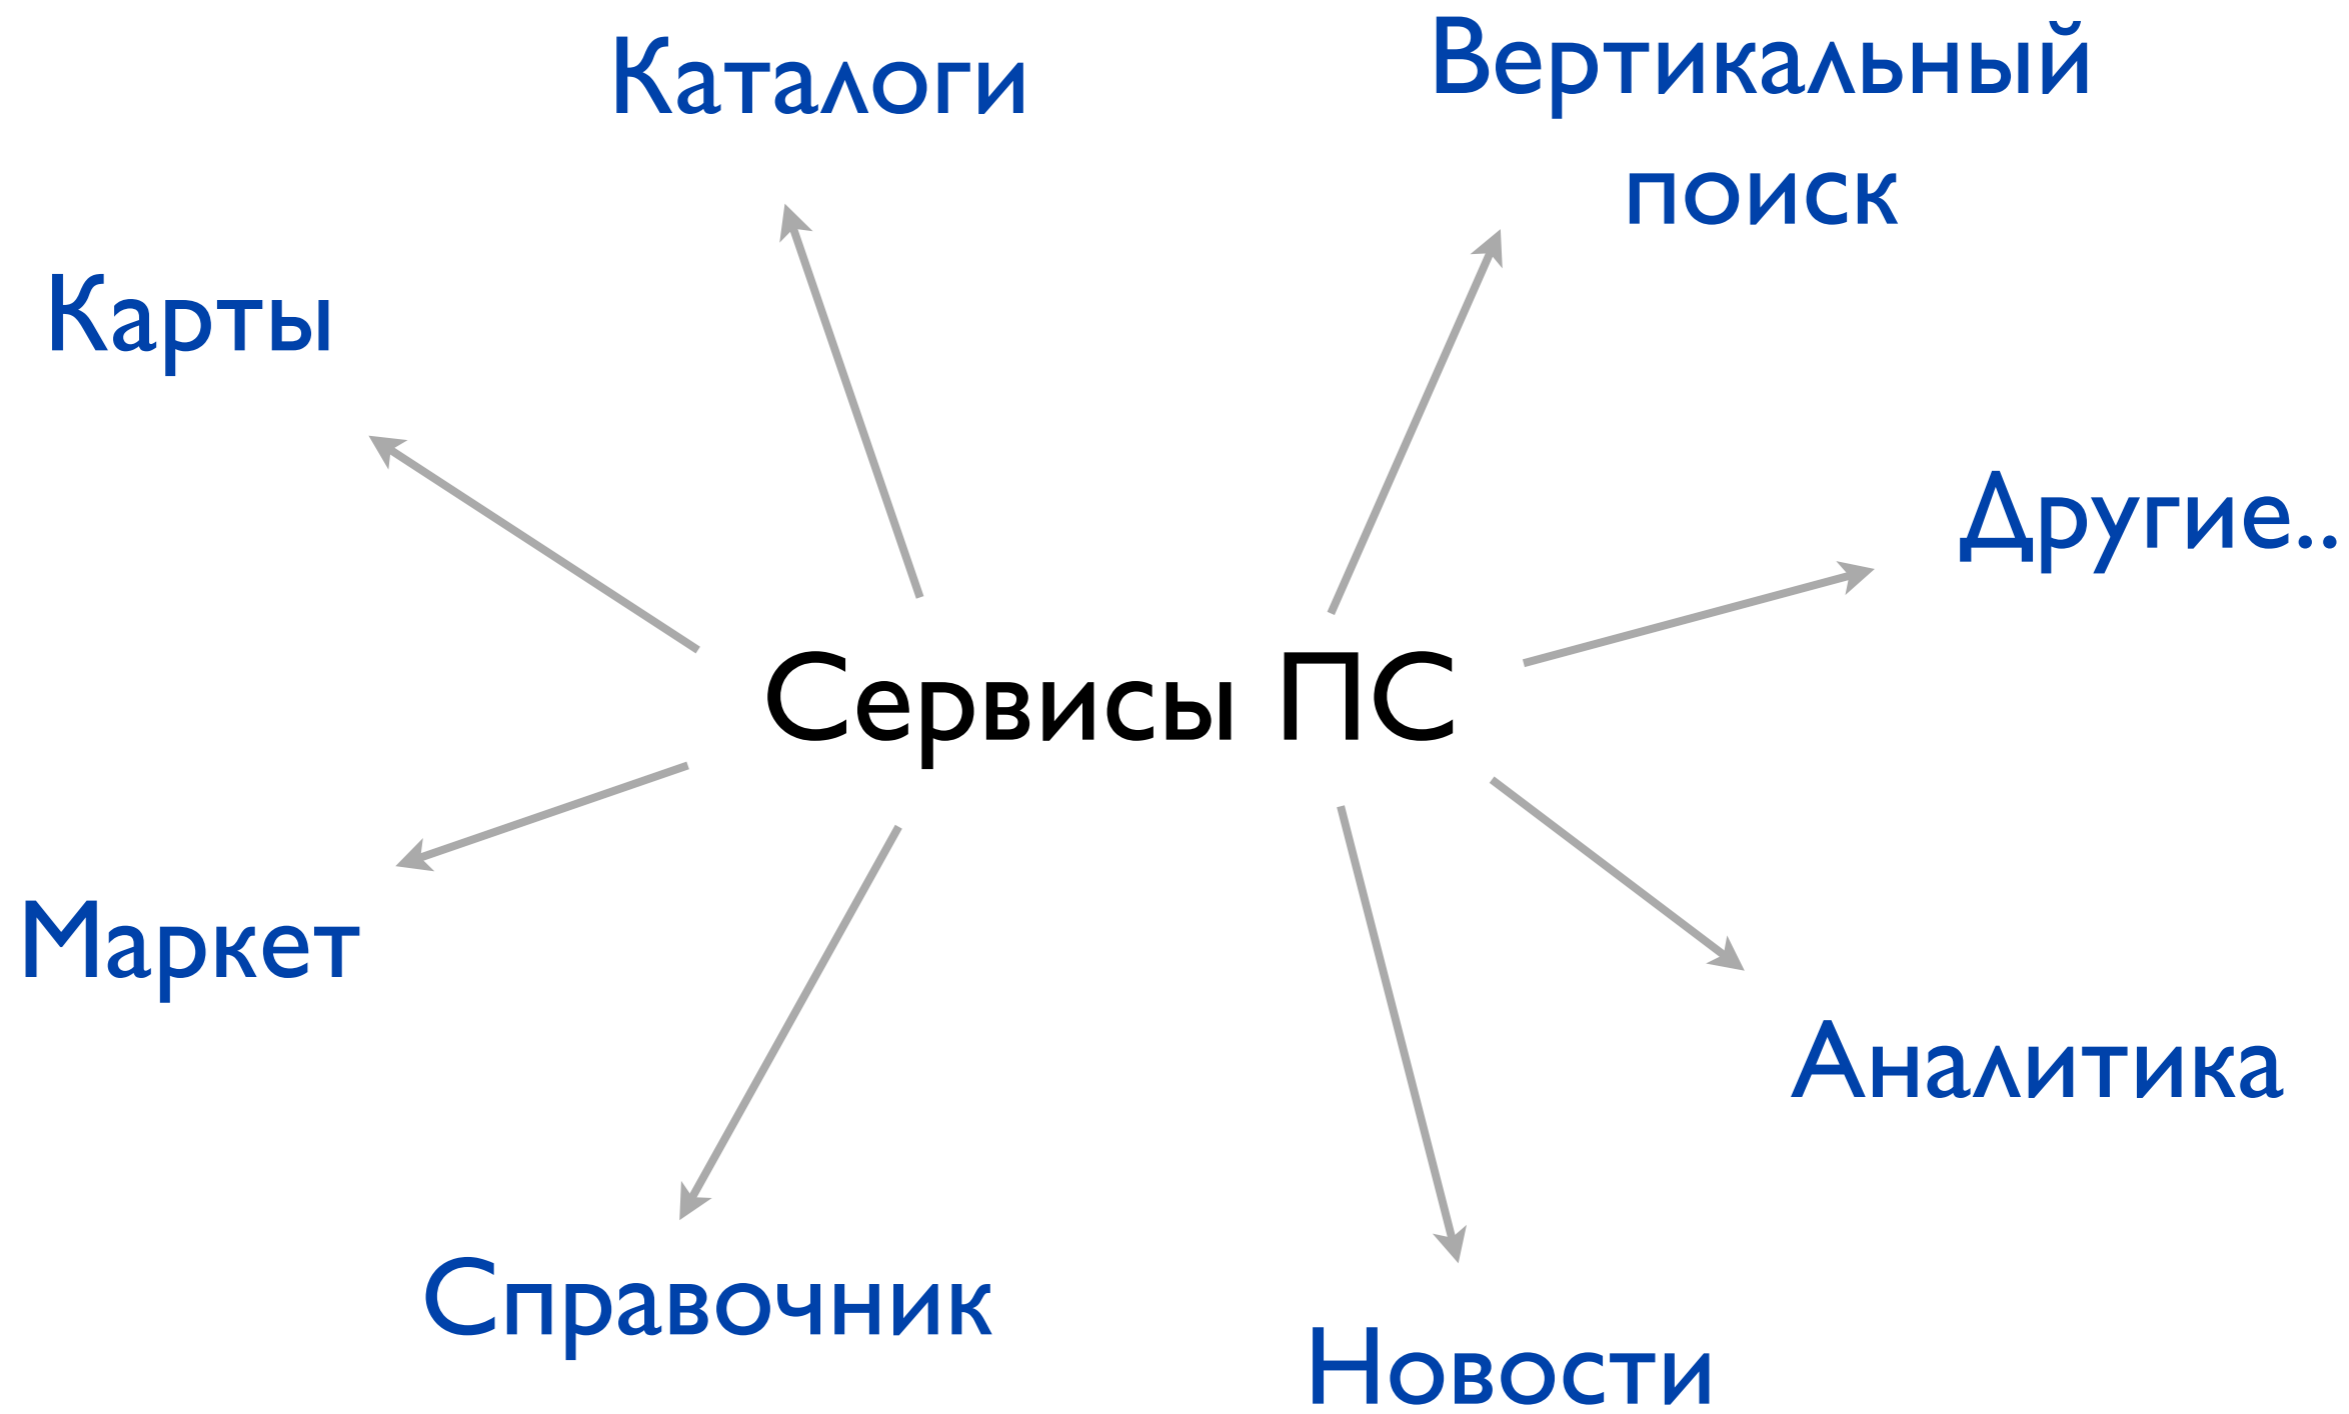 Каталоги
Вертикальный
поиск
Карты
Другие..
Сервисы ПС
Маркет
Аналитика
Справочник
Новости